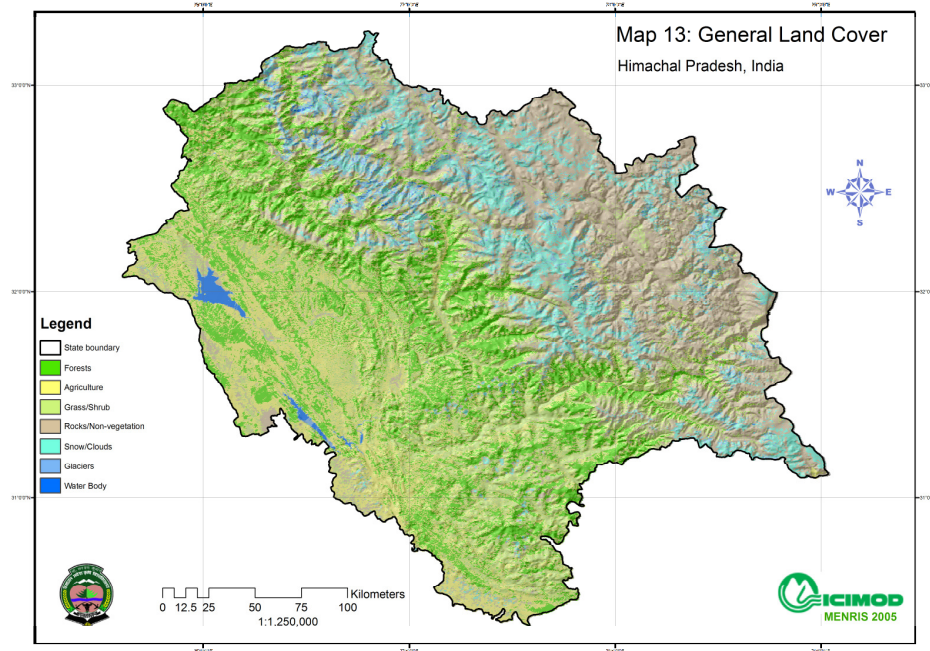 Map 13: General Land Cover
Himachal Pradesh, India
N
W
E
S
Legend
State boundary
Forests
Agriculture
Grass/Shrub
Rocks/Non-vegetation
Snow/Clouds
Glaciers
Water Body
0 12.5 25 50 75 100 Kilometers
1:1,250,000
ICIMOD
MENRIS 2005